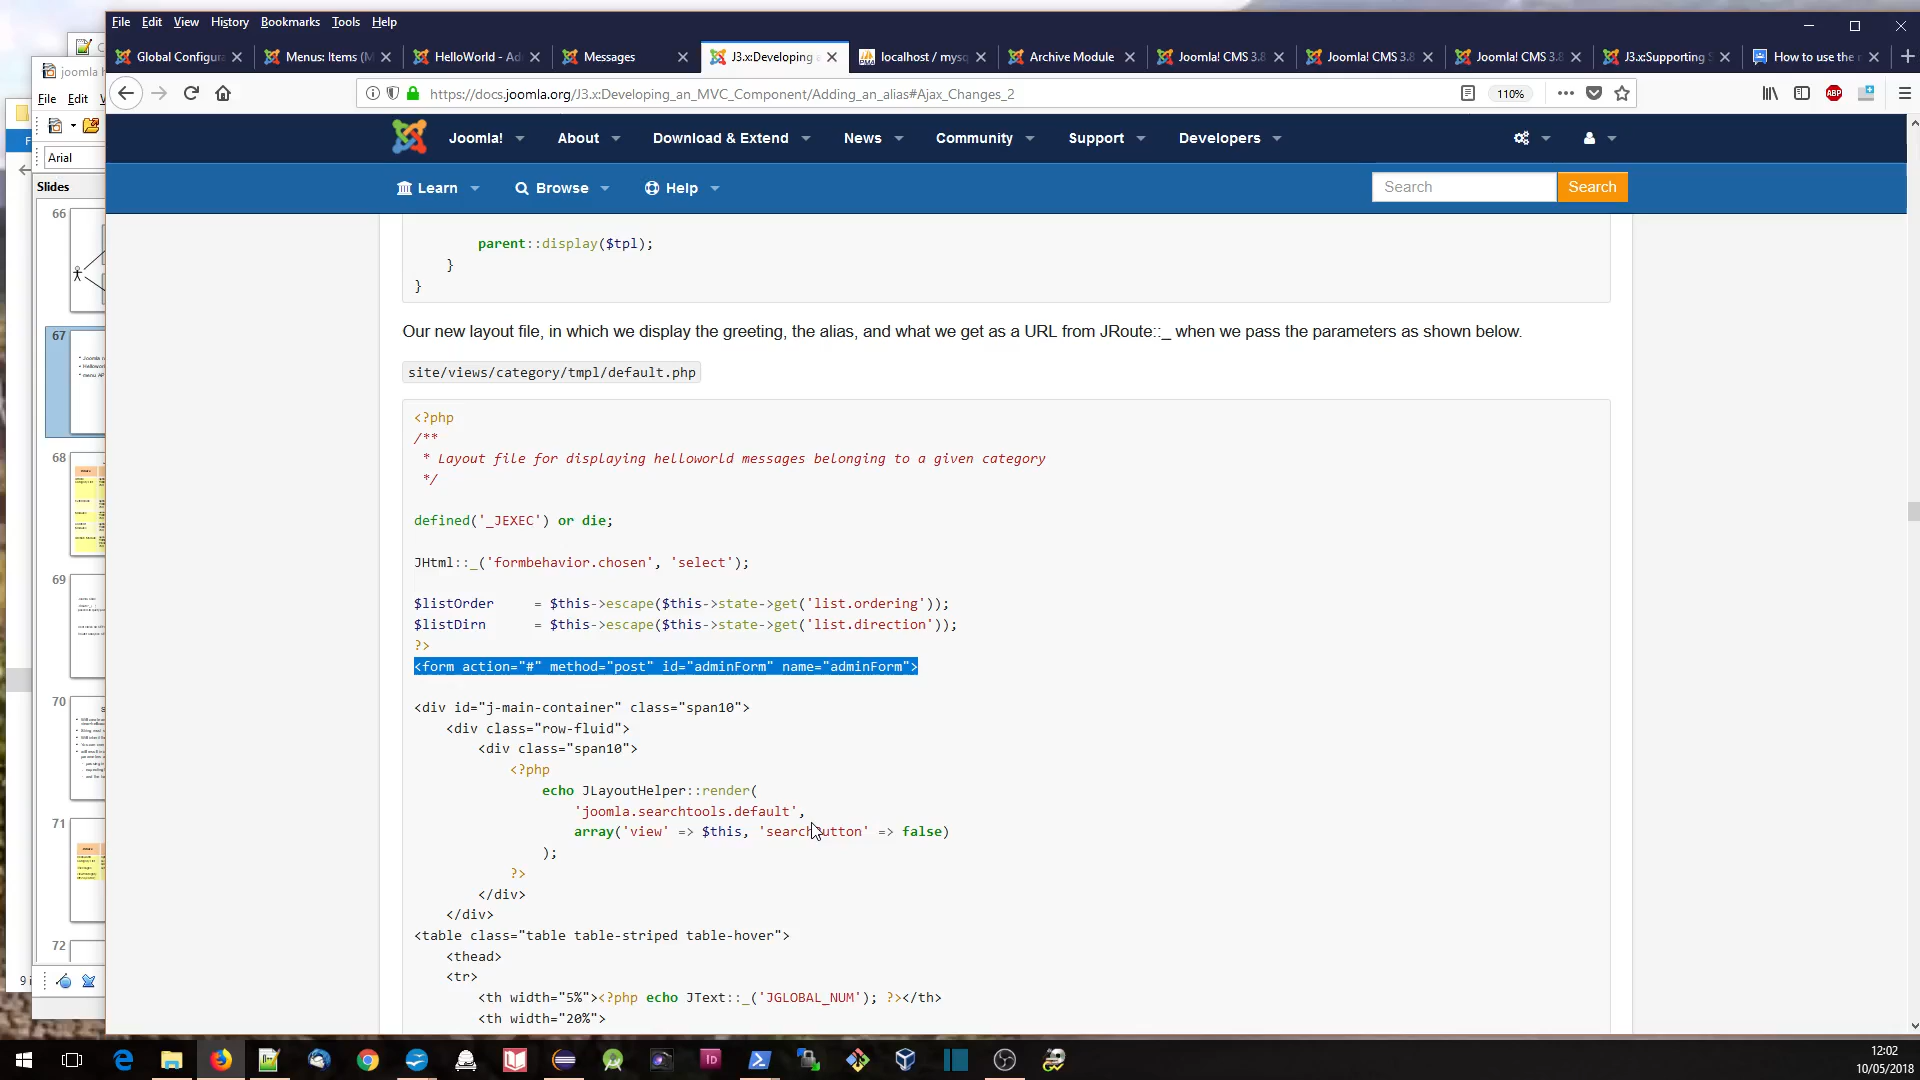 File Edit View History Bookmarks Tools Help
Global Configura
Menus: Items (M
HelloWorld - Ad
Messages
J3.x:Developing a
localhost / mysq
Archive Module
Joomla! CMS 3.8
Joomla! CMS 3.8
Joomla! CMS 3.8
J3.x:Supporting S
How to use the
joomla
File Edit
https://docs.joomla.org/J3.x:Developing_an_MVC_Component/Adding_an_alias#Ajax_Changes_2
110%
ABP
Joomla! About Download & Extend News Community Support Developers
Arial
Learn Browse Help
Search Search
Slides
66
67
68
69
70
71
72
parent::display($tpl);
}
}
Our new layout file, in which we display the greeting, the alias, and what we get as a URL from JRoute::_ when we pass the parameters as shown below.
site/views/category/tmpl/default.php
<?php
/**
* Layout file for displaying helloworld messages belonging to a given category
*/
defined('_JEXEC') or die;
JHtml::_('formbehavior.chosen', 'select');
$listOrder = $this->escape($this->state->get('list.ordering'));
$listDirn = $this->escape($this->state->get('list.direction'));
?>
<form action="#" method="post" id="adminForm" name="adminForm">
<div id="j-main-container" class="span10">
<div class="row-fluid">
<div class="span10">
<?php
echo JLayoutHelper::render(
'joomla.searchtools.default',
array('view' => $this, 'searchButton' => false)
);
?>
</div>
</div>
<table class="table table-striped table-hover">
<thead>
<tr>
<th width="5%"><?php echo JText::_('JGLOBAL_NUM'); ?></th>
<th width="20%">
12:02
10/05/2018